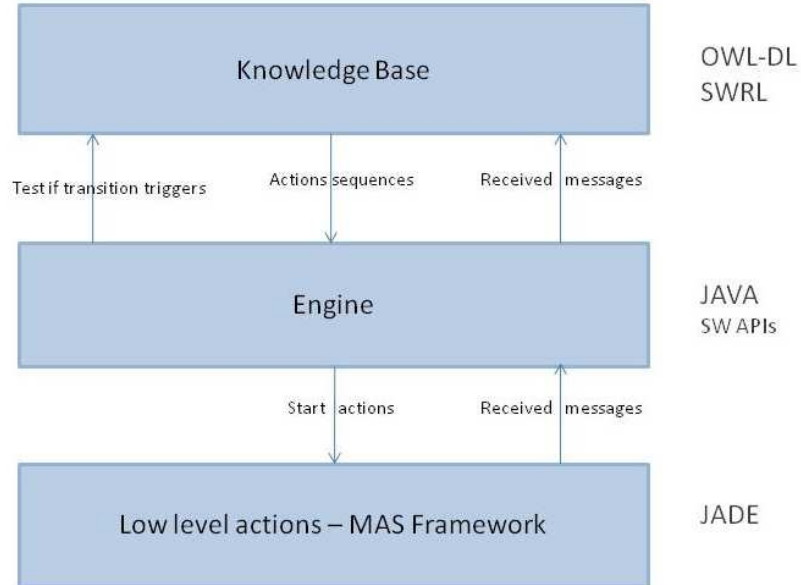 Knowledge Base
OWL-DL
SWRL
Test if transition triggers
Actions sequences
Received messages
Engine
JAVA
SW APIs
Start actions
Received messages
Low level actions – MAS Framework
JADE